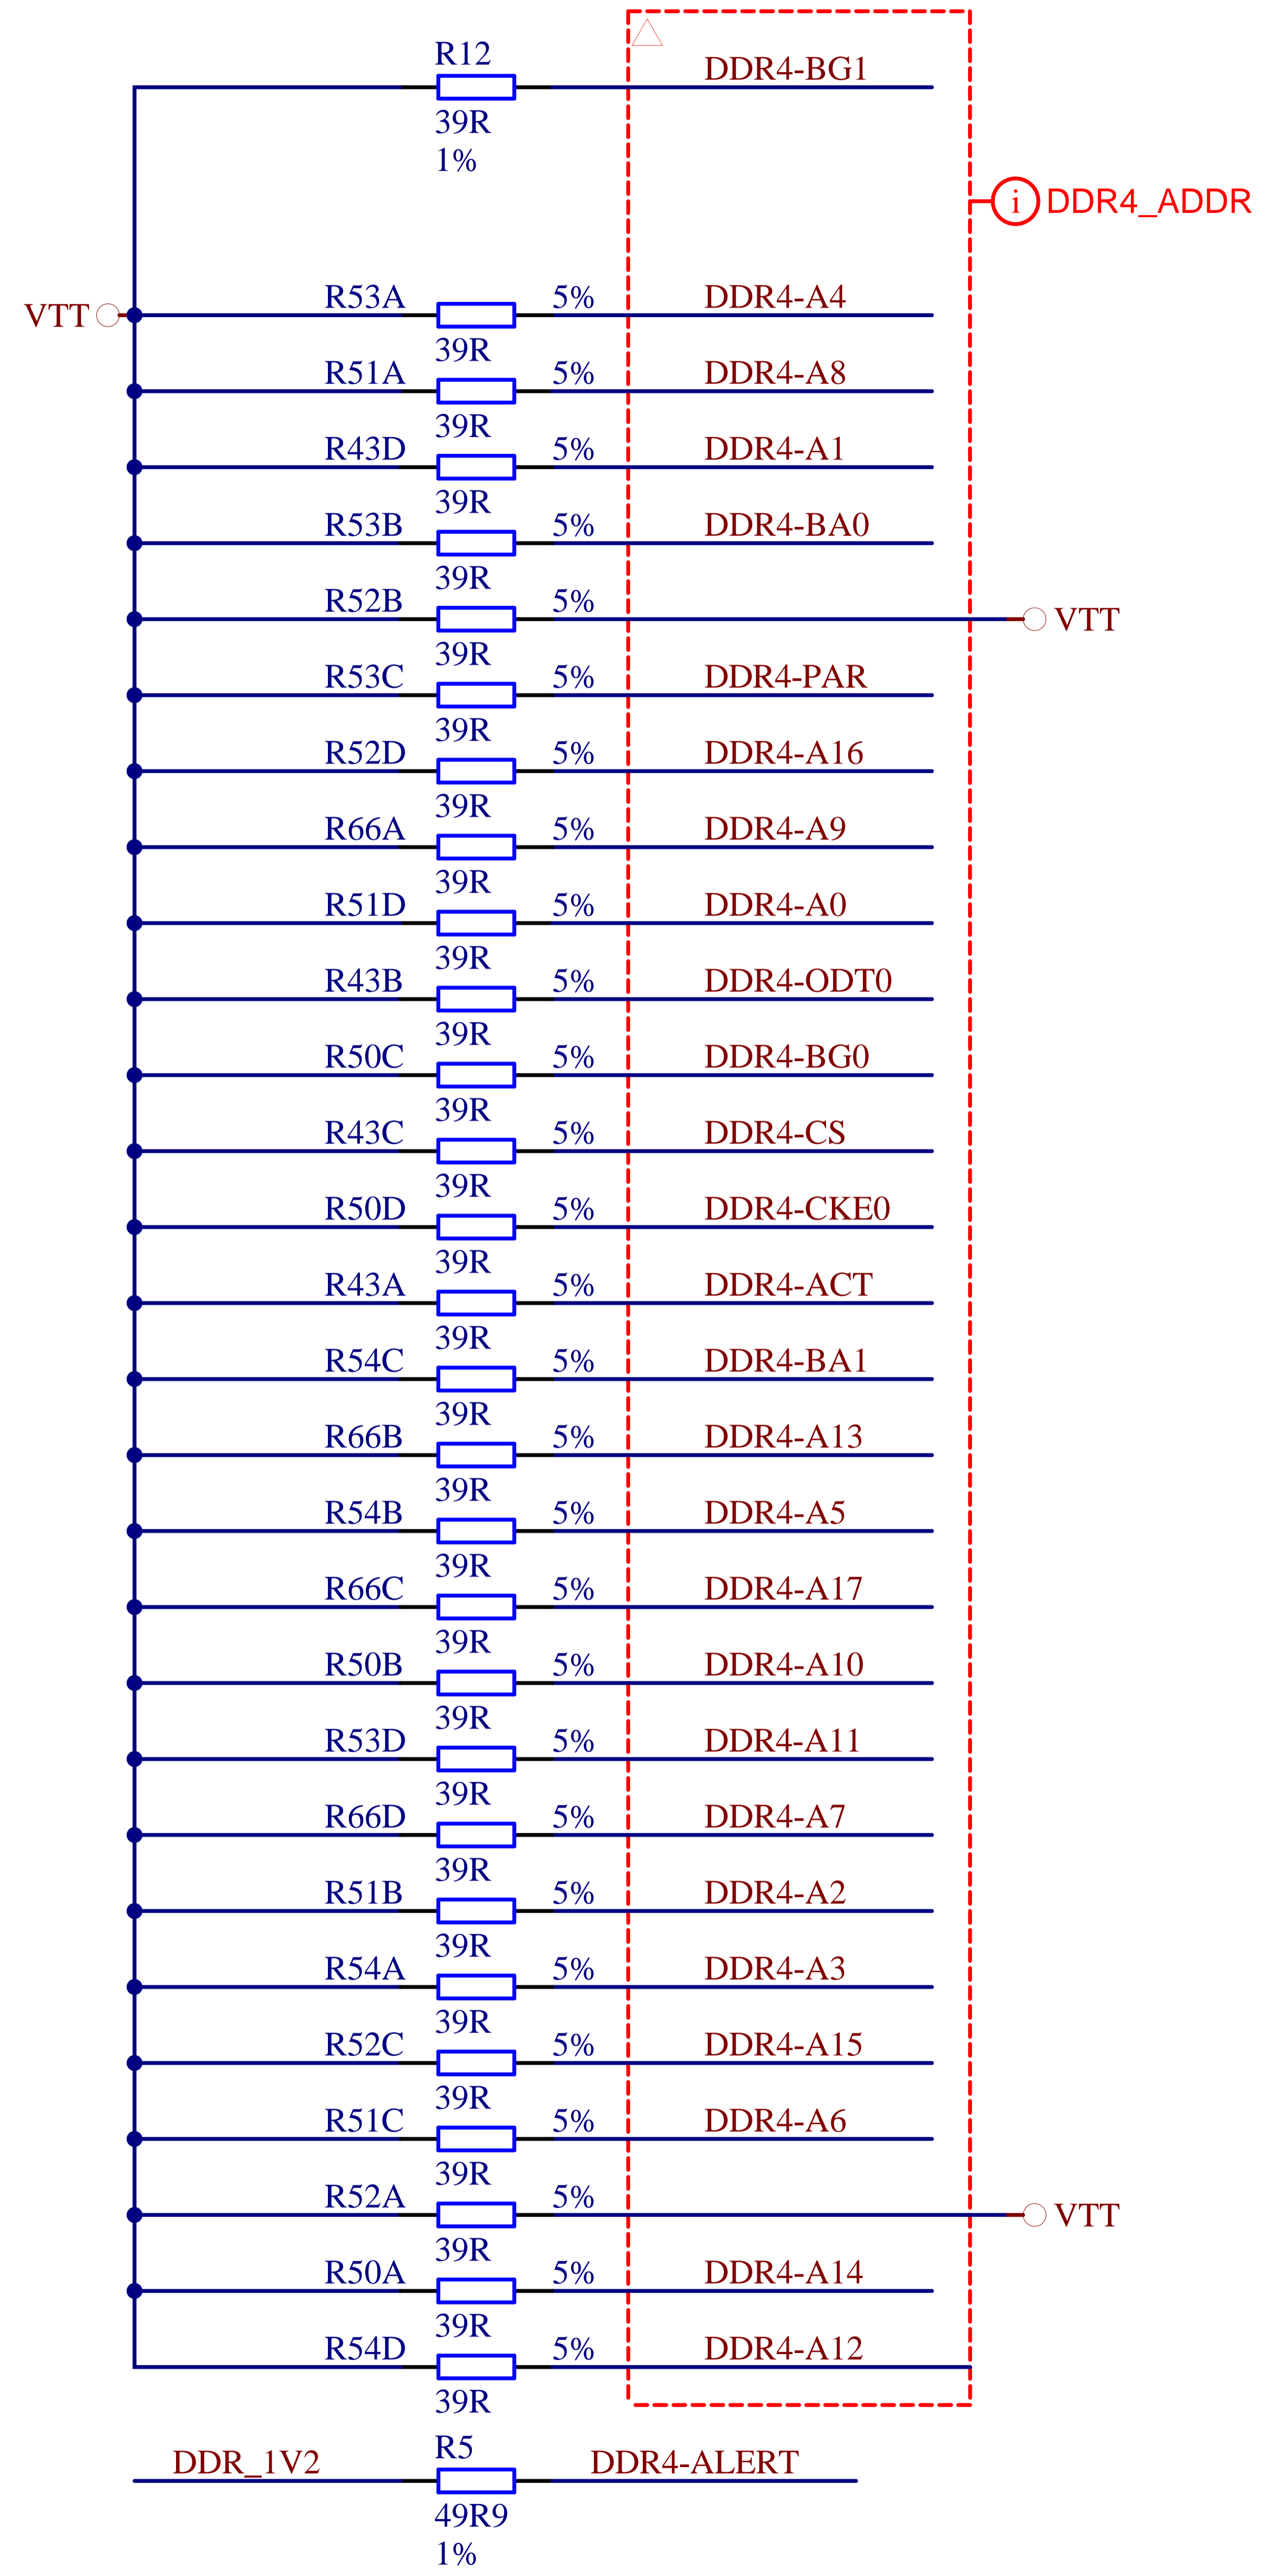 R12
DDR4-BG1
39R
1%
DDR4_ADDR
i
VTT
R53A 5% DDR4-A4
39R
R51A 5% DDR4-A8
39R
R43D 5% DDR4-A1
39R
R53B 5% DDR4-BA0
39R
R52B 5% VTT
39R
R53C 5% DDR4-PAR
39R
R52D 5% DDR4-A16
39R
R66A 5% DDR4-A9
39R
R51D 5% DDR4-A0
39R
R43B 5% DDR4-ODT0
39R
R50C 5% DDR4-BG0
39R
R43C 5% DDR4-CS
39R
R50D 5% DDR4-CKE0
39R
R43A 5% DDR4-ACT
39R
R54C 5% DDR4-BA1
39R
R66B 5% DDR4-A13
39R
R54B 5% DDR4-A5
39R
R66C 5% DDR4-A17
39R
R50B 5% DDR4-A10
39R
R53D 5% DDR4-A11
39R
R66D 5% DDR4-A7
39R
R51B 5% DDR4-A2
39R
R54A 5% DDR4-A3
39R
R52C 5% DDR4-A15
39R
R51C 5% DDR4-A6
39R
R52A 5% VTT
39R
R50A 5% DDR4-A14
39R
R54D 5% DDR4-A12
39R
R5
DDR_1V2 DDR4-ALERT
49R9
1%